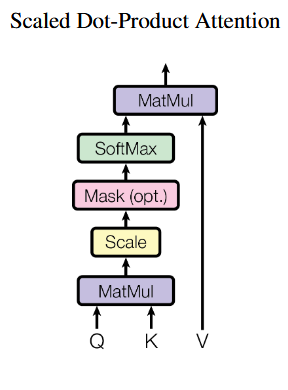 Scaled Dot-Product Attention
MatMul
SoftMax
Mask (opt.)
Scale
MatMul
Q K V